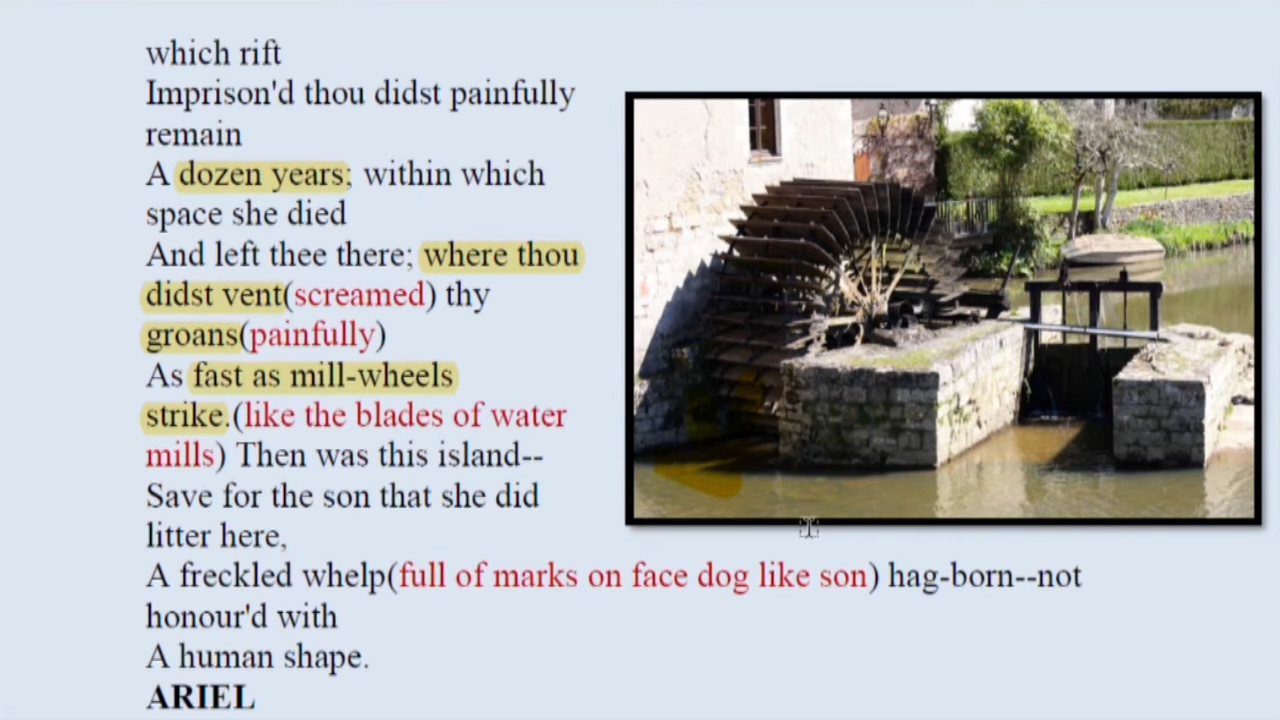 which rift
Imprison'd thou didst painfully
remain
A dozen years; within which
space she died
And left thee there; where thou
didst vent(screamed) thy
groans(painfully)
As fast as mill-wheels
strike.(like the blades of water
mills) Then was this island--
Save for the son that she did
litter here,
A freckled whelp(full of marks on face dog like son) hag-born--not
honour'd with
A human shape.
ARIEL